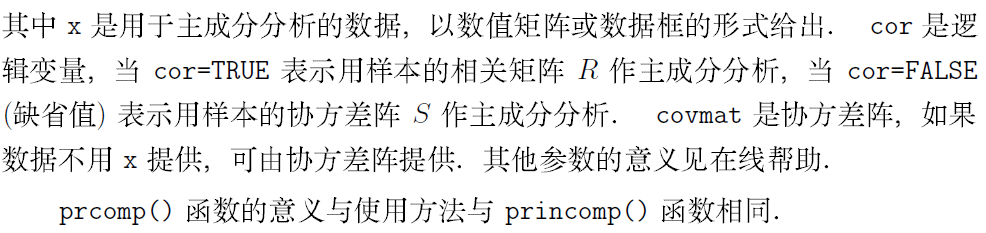 其中 x 是用于主成分分析的数据, 以数值矩阵或数据框的形式给出. cor 是逻
辑变量, 当 cor=TRUE 表示用样本的相关矩阵 R 作主成分分析, 当 cor=FALSE
(缺省值) 表示用样本的协方差阵 S 作主成分分析. covmat 是协方差阵, 如果
数据不用 x 提供, 可由协方差阵提供. 其他参数的意义见在线帮助.
prcomp() 函数的意义与使用方法与 princomp() 函数相同.